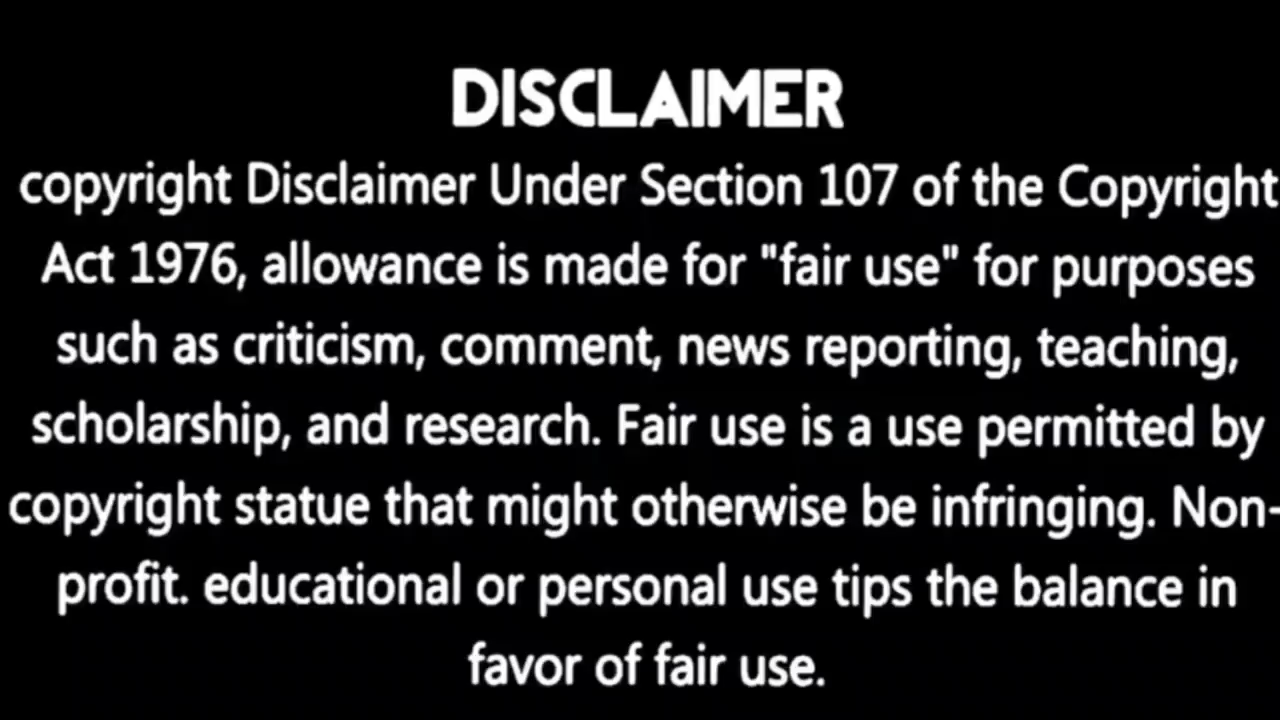 DISCLAIMER
copyright Disclaimer Under Section 107 of the Copyright
Act 1976, allowance is made for "fair use" for purposes
such as criticism, comment, news reporting, teaching,
scholarship, and research. Fair use is a use permitted by
copyright statue that might otherwise be infringing. Non-
profit. educational or personal use tips the balance in
favor of fair use.